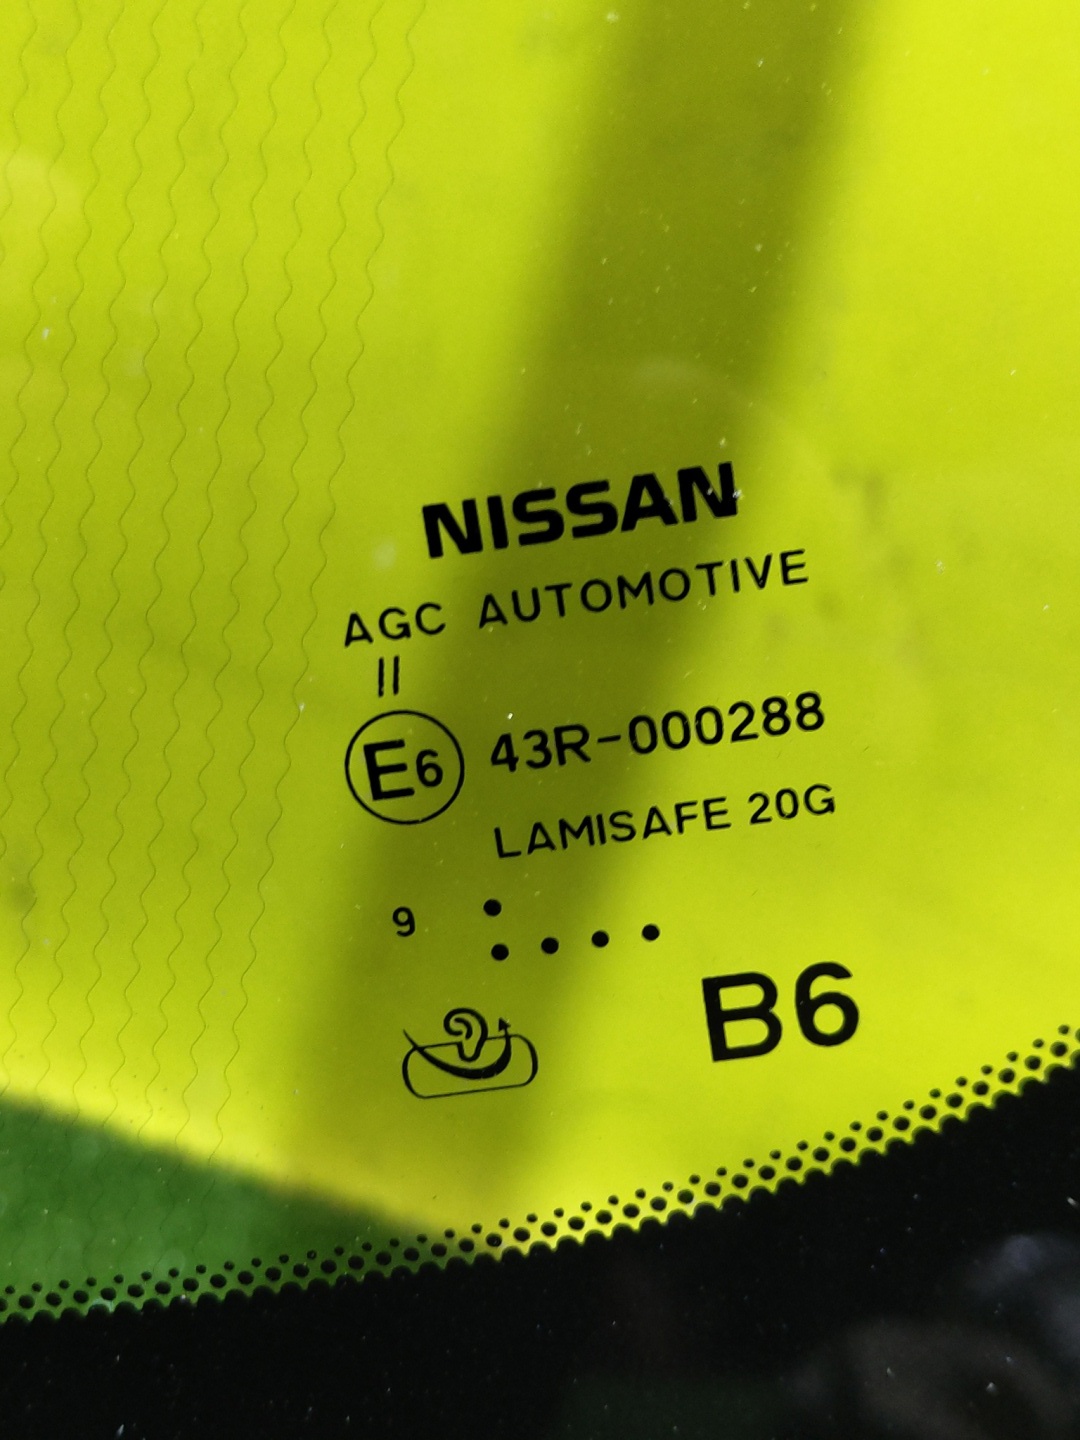 NISSAN
AGC AUTOMOTIVE
II
E6 43R-000288
LAMISAFE 20G
9
B6